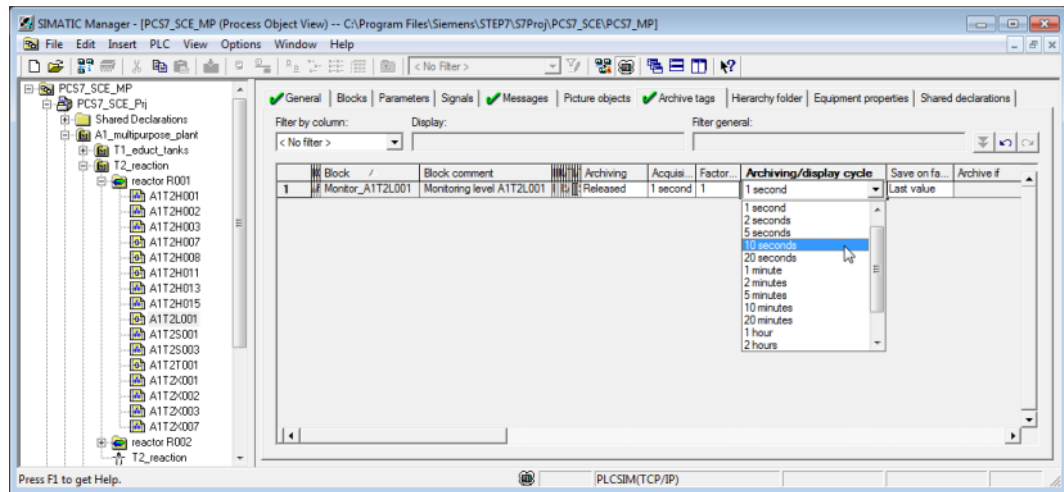 SIMATIC Manager - [PCS7_SCE_MP (Process Object View) -- C:\Program Files\Siemens\STEP7\S7Proj\PCS7_SCE\PCS7_MP]
File Edit Insert PLC View Options Window Help
< No Filter >
PCS7_SCE_MP
PCS7_SCE_Prj
Shared Declarations
A1_multipurpose_plant
T1_educt_tanks
T2_reaction
reactor R001
A1T2H001
A1T2H002
A1T2H003
A1T2H007
A1T2H008
A1T2H011
A1T2H013
A1T2H015
A1T2L001
A1T2S001
A1T2S003
A1T2T001
A1T2X001
A1T2X002
A1T2X003
A1T2X007
reactor R002
T2_reaction
General Blocks Parameters Signals Messages Picture objects Archive tags Hierarchy folder Equipment properties Shared declarations
Filter by column: Display: Filter general:
< No filter >
Block / Block comment Archiving Acquisi... Factor... Archiving/display cycle Save on fa... Archive if
1 Monitor_A1T2L001 Monitoring level A1T2L001 Released 1 second 1 1 second Last value
1 second
2 seconds
5 seconds
10 seconds
20 seconds
1 minute
2 minutes
5 minutes
10 minutes
20 minutes
1 hour
2 hours
Press F1 to get Help. PLCSIM(TCP/IP)